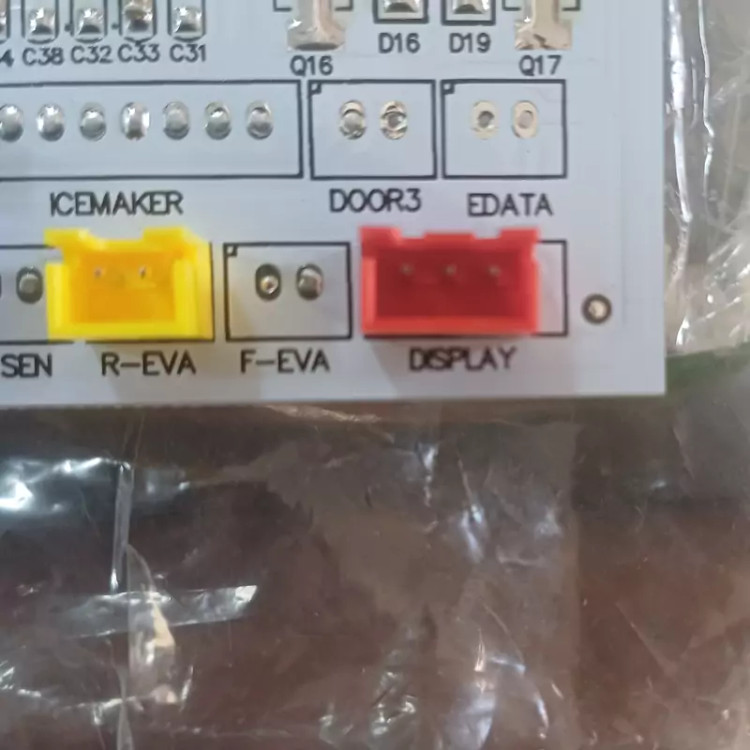 C38 C32 C33 C31
D16 D19
Q16 Q17
ICEMAKER DOOR3 EDATA
SEN R-EVA F-EVA DISPLAY